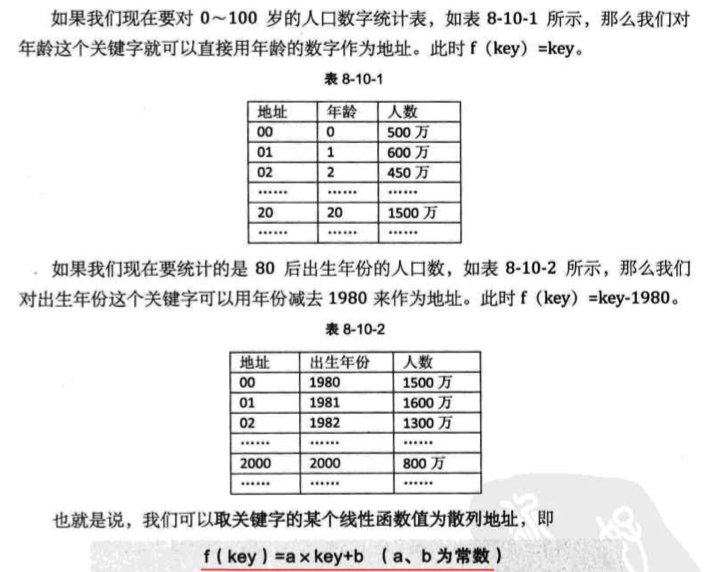 如果我们现在要对 0～100 岁的人口数字统计表，如表 8-10-1 所示，那么我们对
年龄这个关键字就可以直接用年龄的数字作为地址。此时 f（key）=key。
表 8-10-1
地址 年龄 人数
00 0 500 万
01 1 600 万
02 2 450 万
…… …… ……
20 20 1500 万
…… …… ……
如果我们现在要统计的是 80 后出生年份的人口数，如表 8-10-2 所示，那么我们
对出生年份这个关键字可以用年份减去 1980 来作为地址。此时 f（key）=key-1980。
表 8-10-2
地址 出生年份 人数
00 1980 1500 万
01 1981 1600 万
02 1982 1300 万
…… …… ……
2000 2000 800 万
…… …… ……
也就是说，我们可以取关键字的某个线性函数值为散列地址，即
f（key）=a×key+b （a、b 为常数）